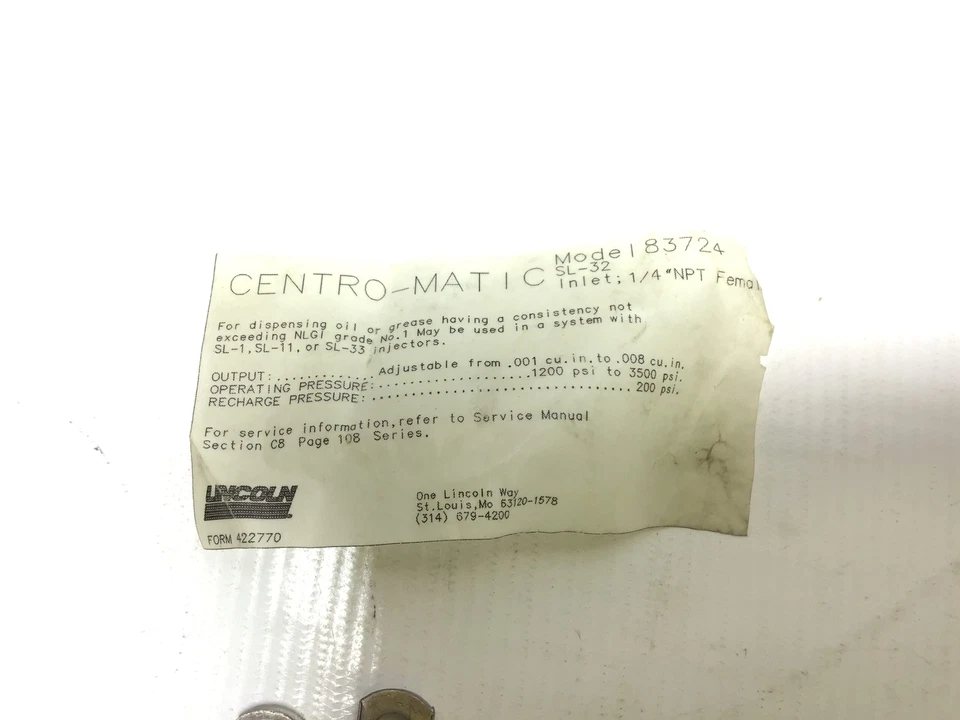 CENTRO-MATIC
Model 83724
SL-32
Inlet; 1/4"NPT Femal
For dispensing oil or grease having a consistency not
exceeding NLGI grade No.1 May be used in a system with
SL-1,SL-11,or SL-33 injectors.
OUTPUT:............Adjustable from .001 cu.in.to .008 cu.in.
OPERATING PRESSURE:..................1200 psi to 3500 psi.
RECHARGE PRESSURE:................................200 psi.
For service information,refer to Service Manual
Section C8 Page 108 Series.
LINCOLN
One Lincoln Way
St.Louis,Mo 63120-1578
(314) 679-4200
FORM 422770